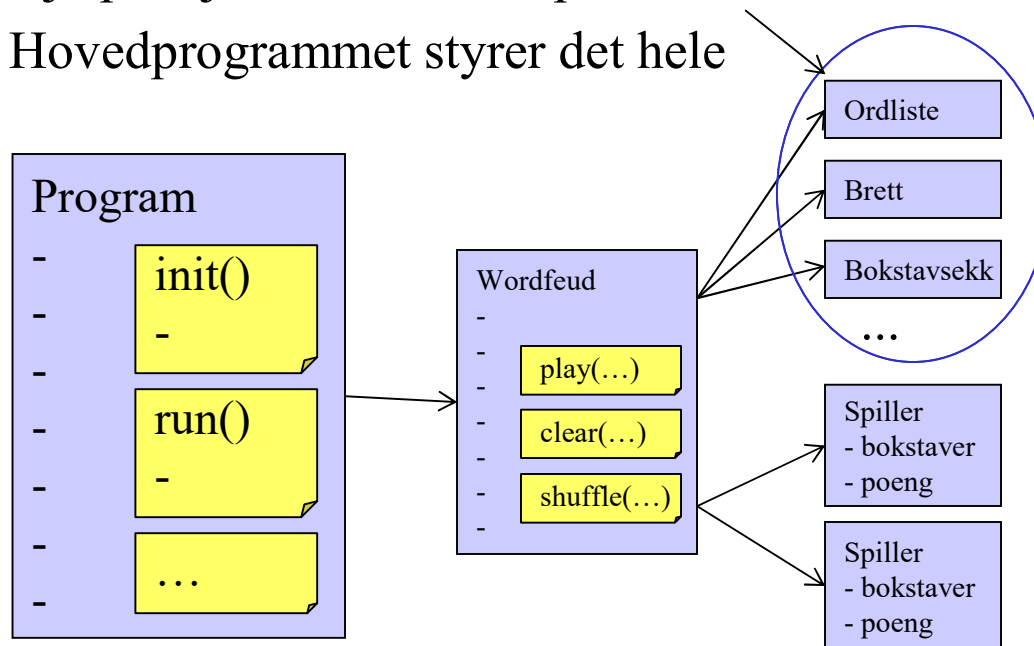 Hovedprogrammet styrer det hele
Program
-
-
-
-
-
-
-
init()
-
run()
-
…
Wordfeud
-
-
-
-
-
-
-
play(…)
clear(…)
shuffle(…)
Ordliste
Brett
Bokstavsekk
…
Spiller
- bokstaver
- poeng
Spiller
- bokstaver
- poeng